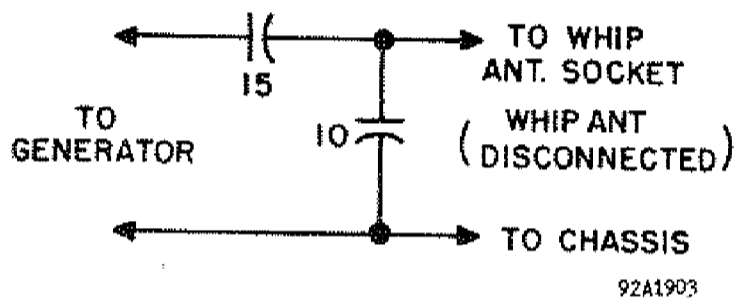 TO WHIP
ANT. SOCKET
15
TO
GENERATOR
10
(WHIP ANT
DISCONNECTED)
TO CHASSIS
92A1903